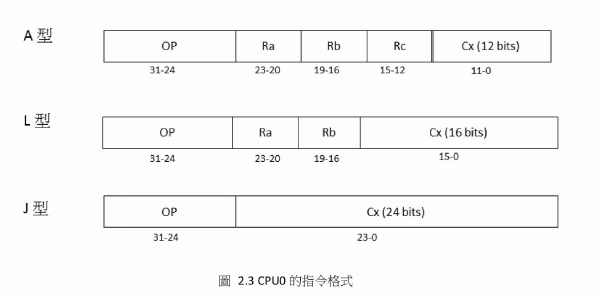 A 型
OP Ra Rb Rc Cx (12 bits)
31-24 23-20 19-16 15-12 11-0
L 型
OP Ra Rb Cx (16 bits)
31-24 23-20 19-16 15-0
J 型
OP Cx (24 bits)
31-24 23-0
圖 2.3 CPU0 的指令格式